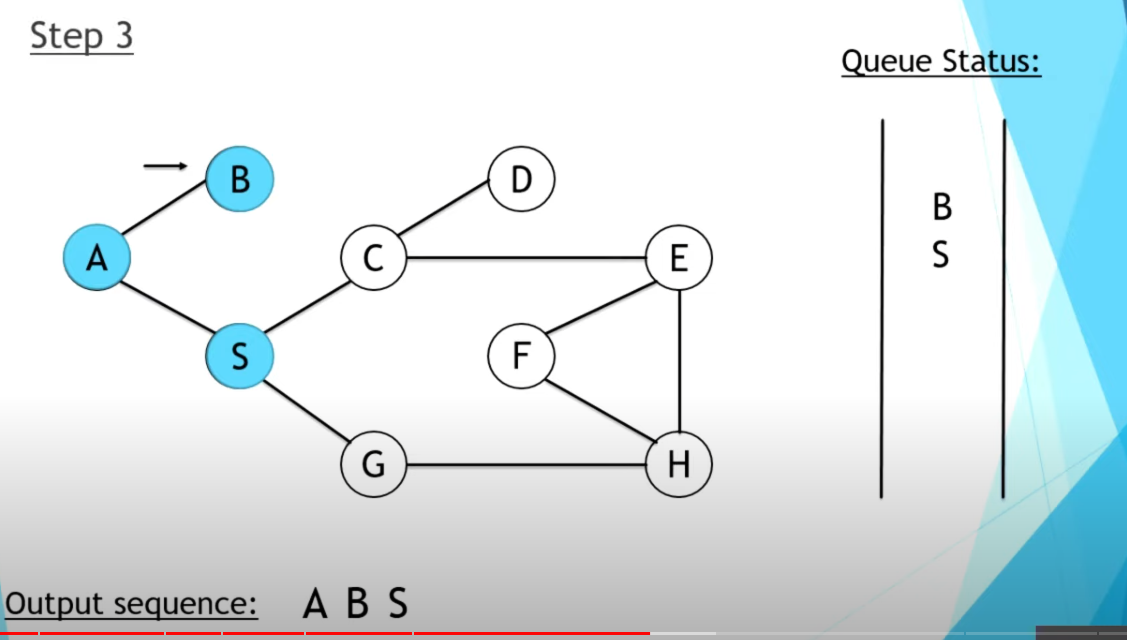 Step 3
Queue Status:
B
D
A
C
E
B
S
S
F
G
H
Output sequence: A B S